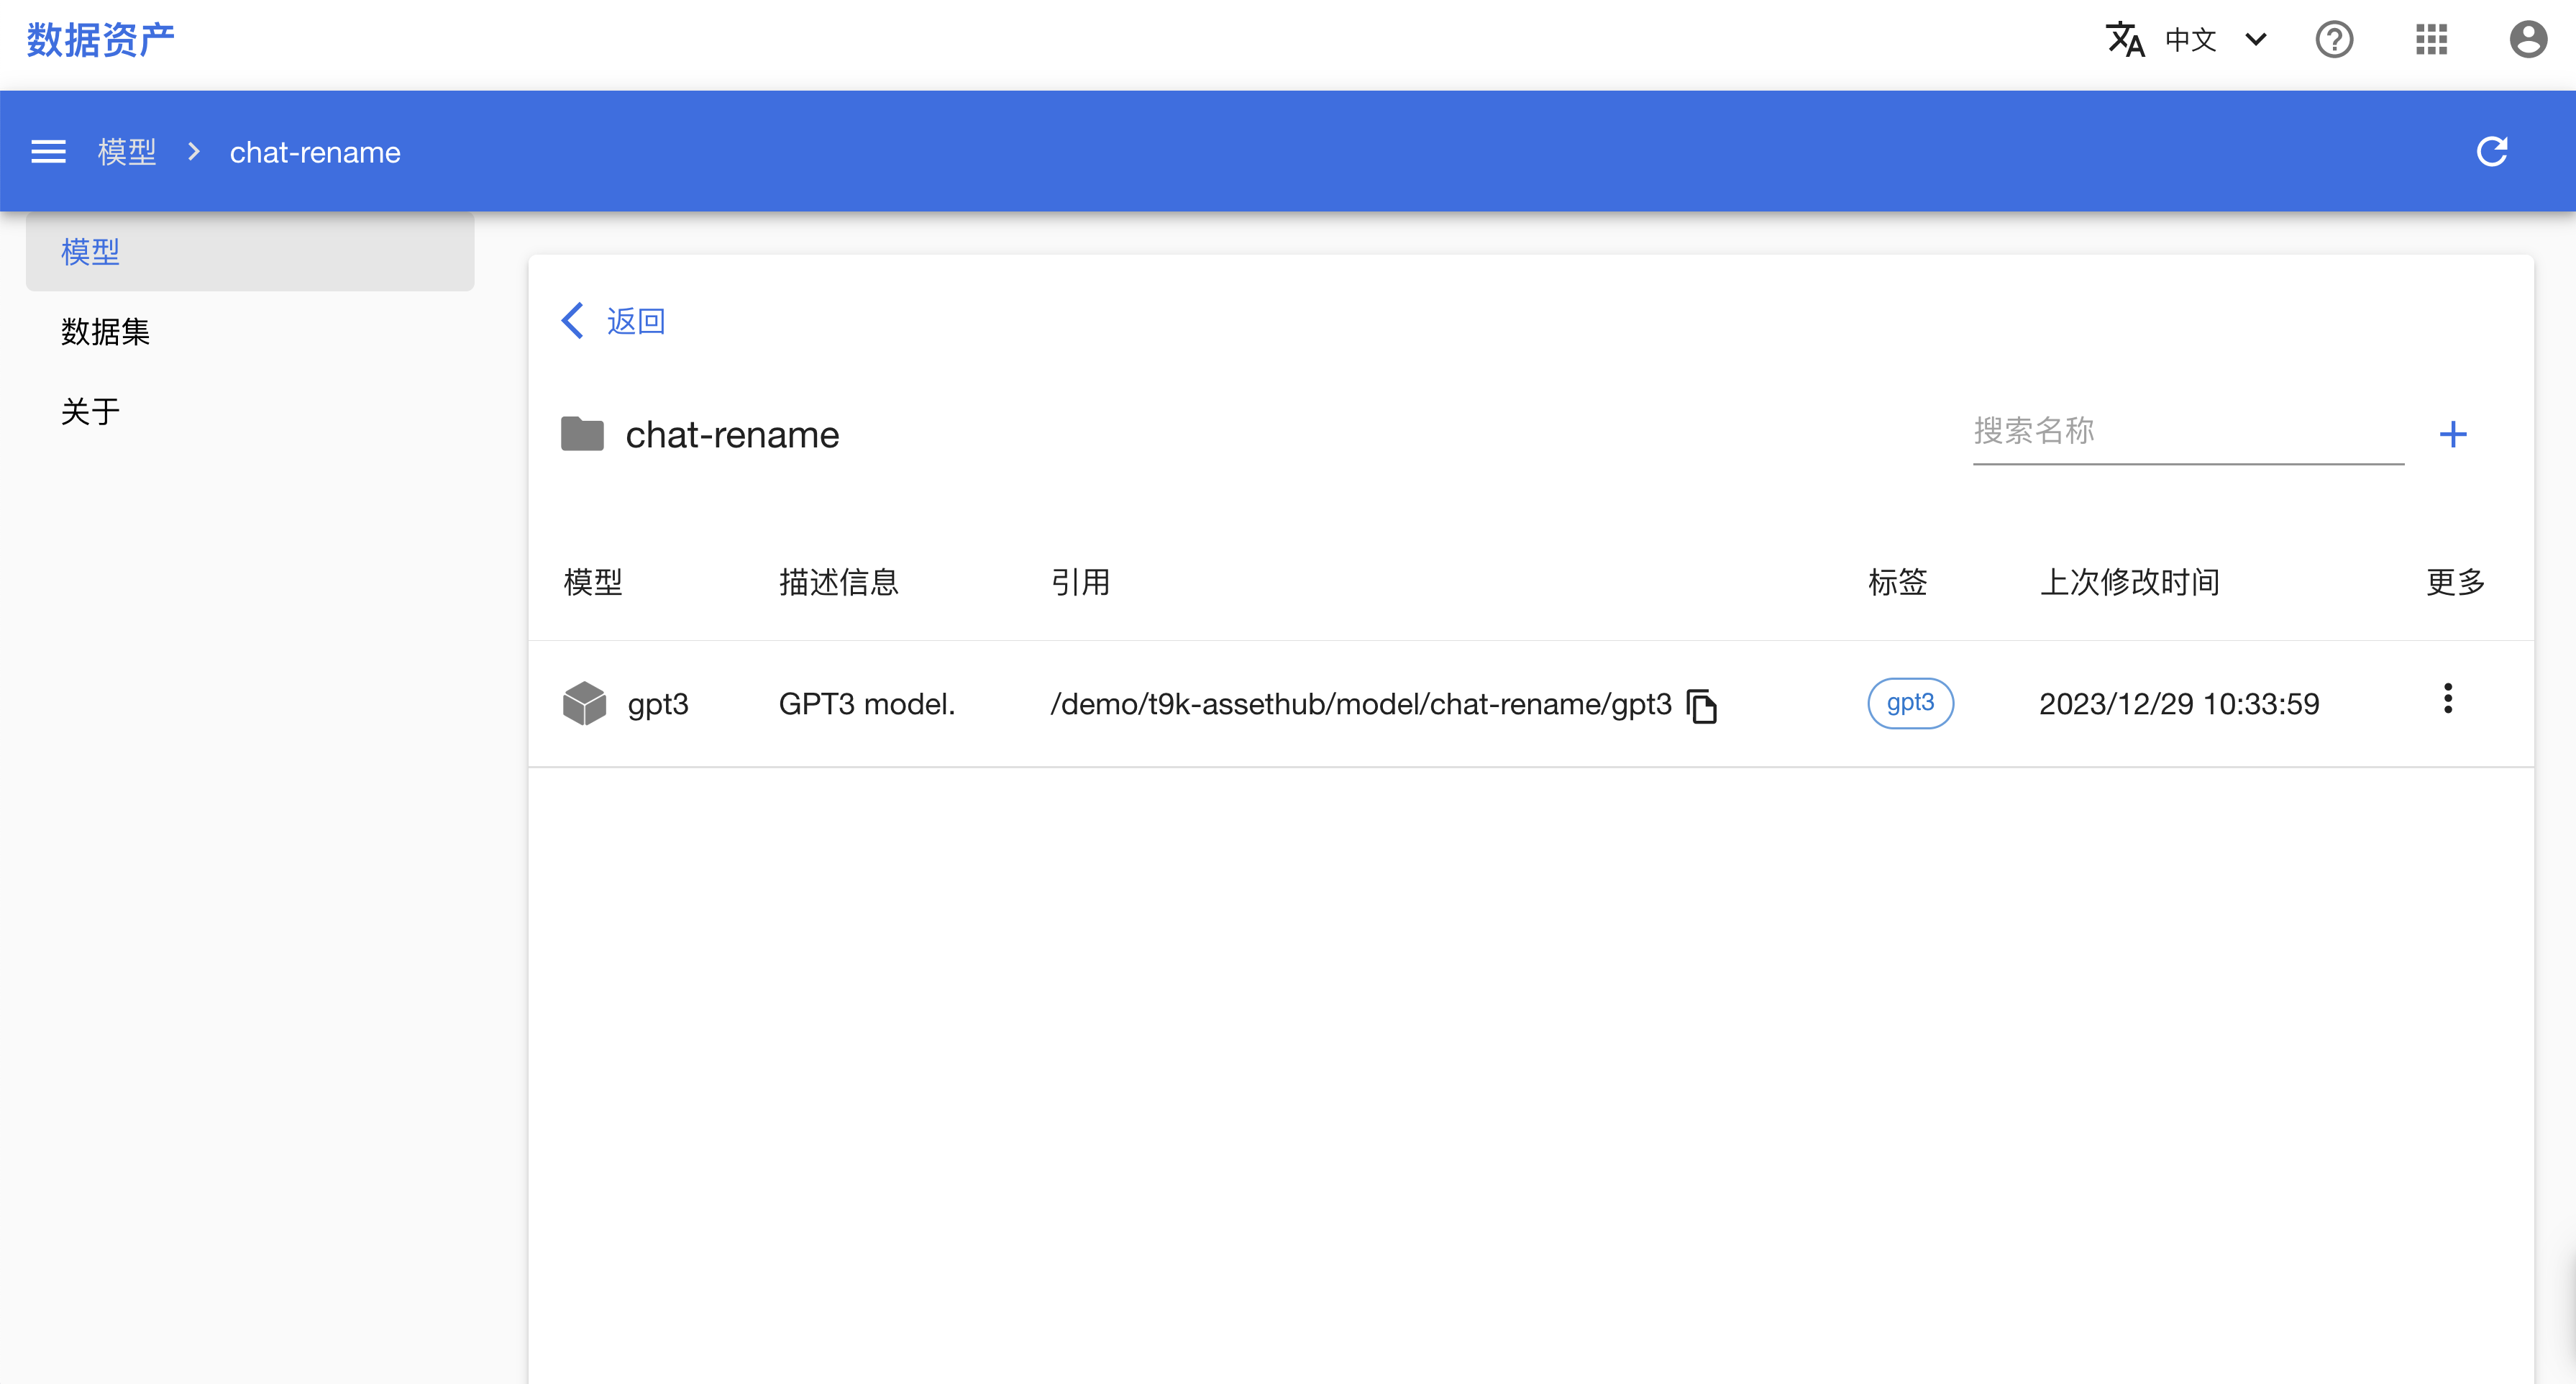 数据资产
中文
模型 chat-rename
模型
数据集
关于
返回
chat-rename
搜索名称
模型 描述信息 引用 标签 上次修改时间 更多
gpt3 GPT3 model. /demo/t9k-assethub/model/chat-rename/gpt3 gpt3 2023/12/29 10:33:59